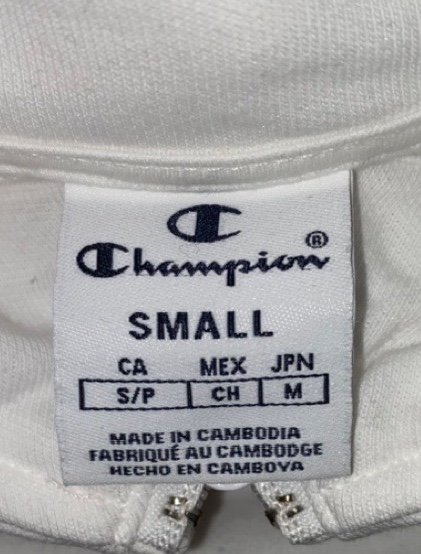 Champion®
SMALL
CA MEX JPN
S/P CH M
MADE IN CAMBODIA
FABRIQUÉ AU CAMBODGE
HECHO EN CAMBOYA